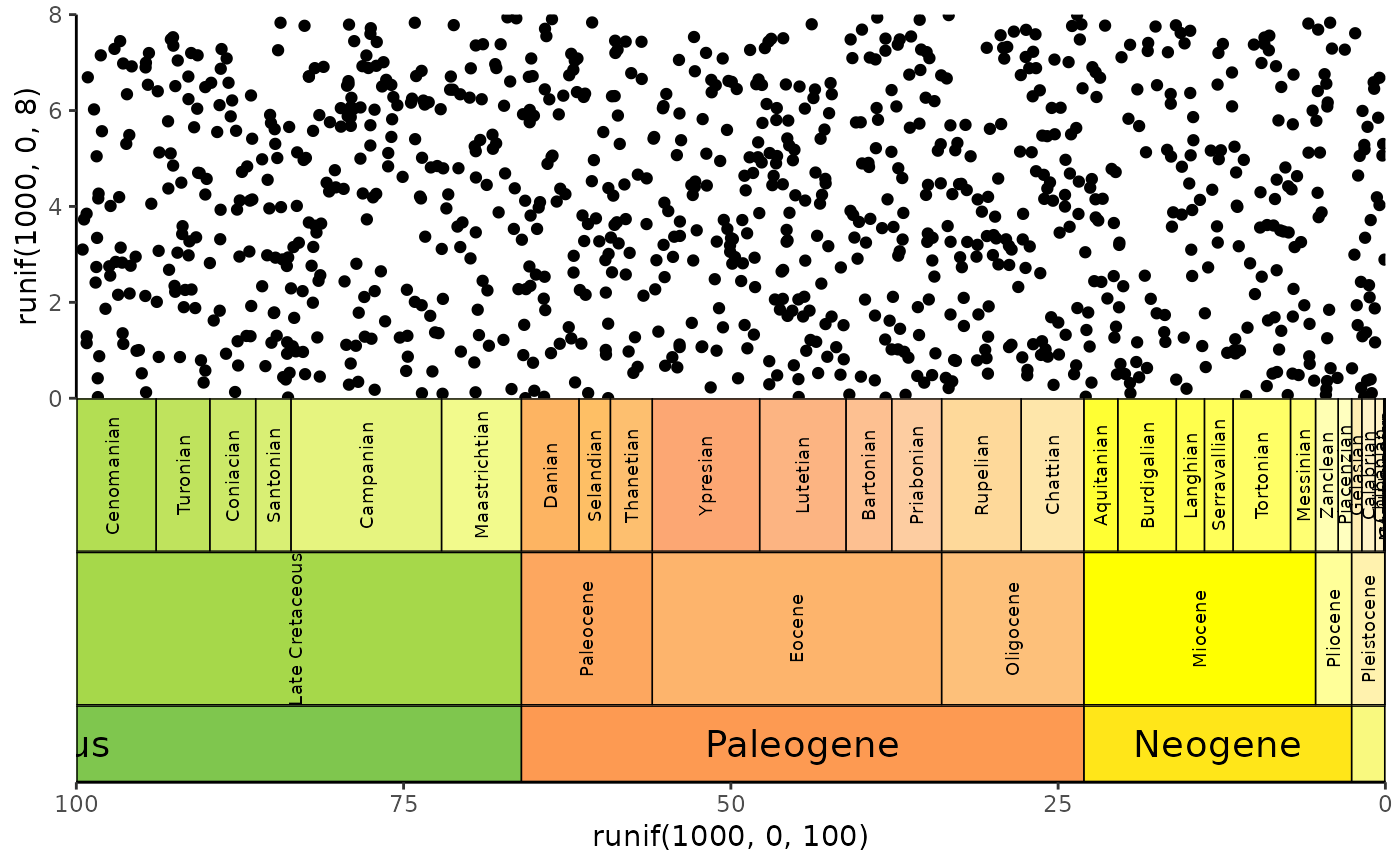 8
6
4
2
0
runif(1000, 0, 8)
Cenomanian
Turonian
Coniacian
Santonian
Campanian
Maastrichtian
Danian
Selandian
Thanetian
Ypresian
Lutetian
Bartonian
Priabonian
Rupelian
Chattian
Aquitanian
Burdigalian
Langhian
Serravallian
Tortonian
Messinian
Zanclean
Piacenzian
Gelasian
Calabrian
Late Cretaceous
Paleocene
Eocene
Oligocene
Miocene
Pliocene
Pleistocene
us
Paleogene
Neogene
100
75
50
25
0
runif(1000, 0, 100)